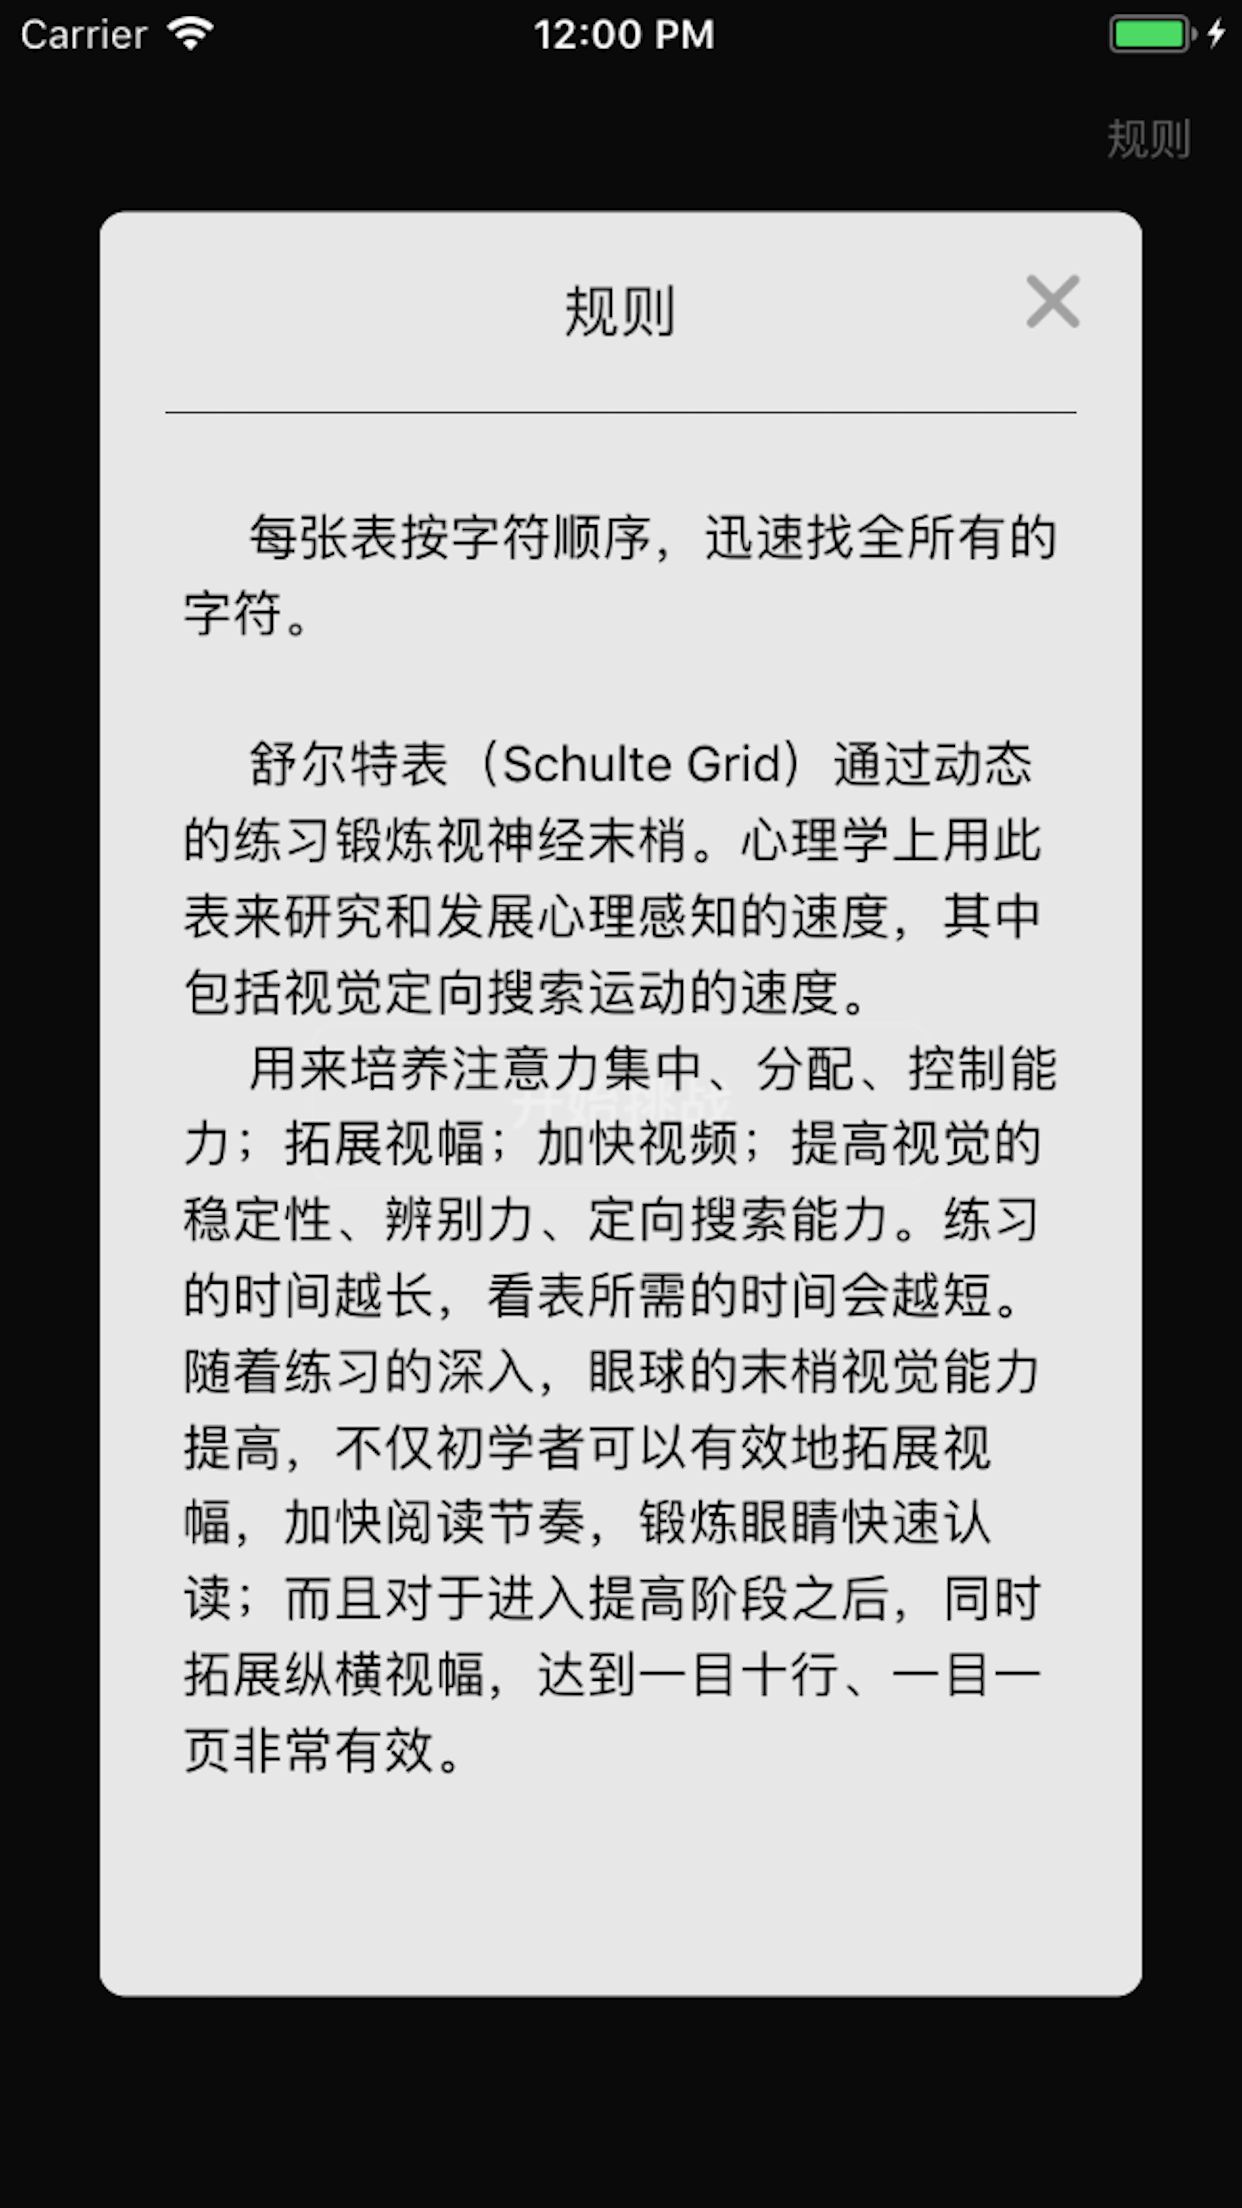 Carrier 12:00 PM
规则
规则
每张表按字符顺序，迅速找全所有的
字符。
舒尔特表（Schulte Grid）通过动态
的练习锻炼视神经末梢。心理学上用此
表来研究和发展心理感知的速度，其中
包括视觉定向搜索运动的速度。
用来培养注意力集中、分配、控制能
开始挑战
力；拓展视幅；加快视频；提高视觉的
稳定性、辨别力、定向搜索能力。练习
的时间越长，看表所需的时间会越短。
随着练习的深入，眼球的末梢视觉能力
提高，不仅初学者可以有效地拓展视
幅，加快阅读节奏，锻炼眼睛快速认
读；而且对于进入提高阶段之后，同时
拓展纵横视幅，达到一目十行、一目一
页非常有效。